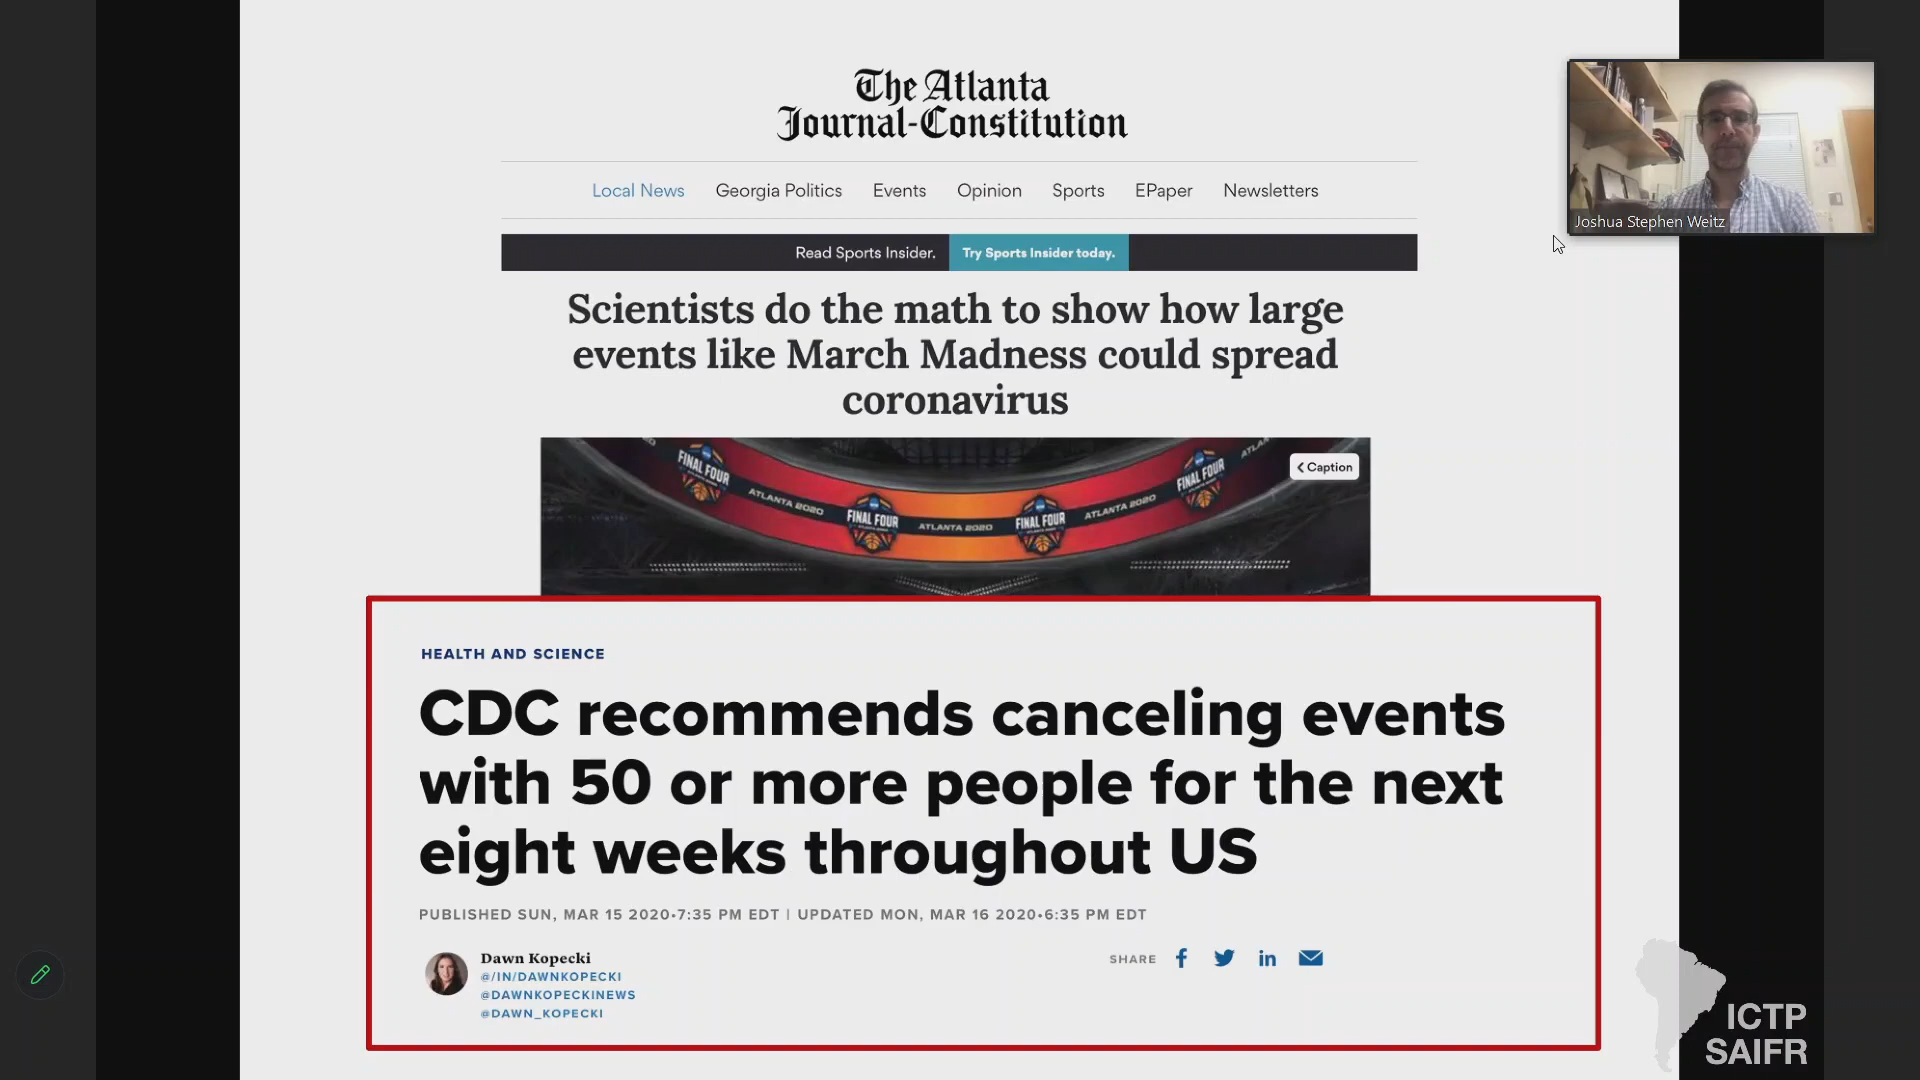 The Atlanta
Journal-Constitution
Local News Georgia Politics Events Opinion Sports EPaper Newsletters
Read Sports Insider. Try Sports Insider today.
Joshua Stephen Weitz
Scientists do the math to show how large
events like March Madness could spread
coronavirus
< Caption
FINAL FOUR
ATLANTA 2020
FINAL FOUR
ATLANTA 2020
FINAL FOUR
ATLANTA 2020
FINAL FOUR
HEALTH AND SCIENCE
CDC recommends canceling events
with 50 or more people for the next
eight weeks throughout US
PUBLISHED SUN, MAR 15 2020•7:35 PM EDT | UPDATED MON, MAR 16 2020•6:35 PM EDT
Dawn Kopecki
@/IN/DAWNKOPECKI
@DAWNKOPECKINEWS
@DAWN_KOPECKI
SHARE
ICTP
SAIFR